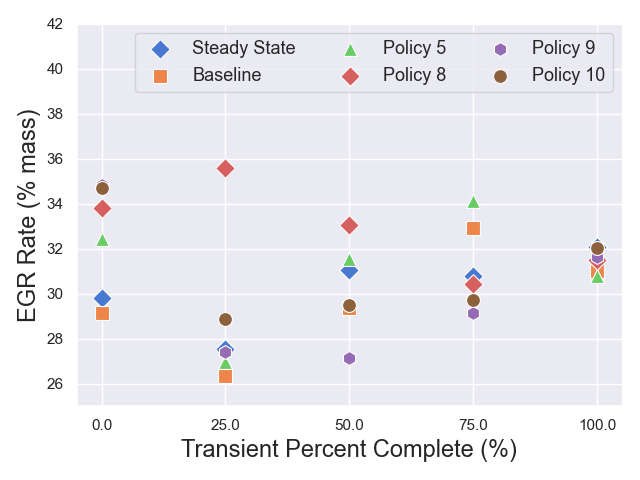 42
40
38
36
34
32
30
28
26
EGR Rate (% mass)
Steady State
Baseline
Policy 5
Policy 8
Policy 9
Policy 10
0.0 25.0 50.0 75.0 100.0
Transient Percent Complete (%)